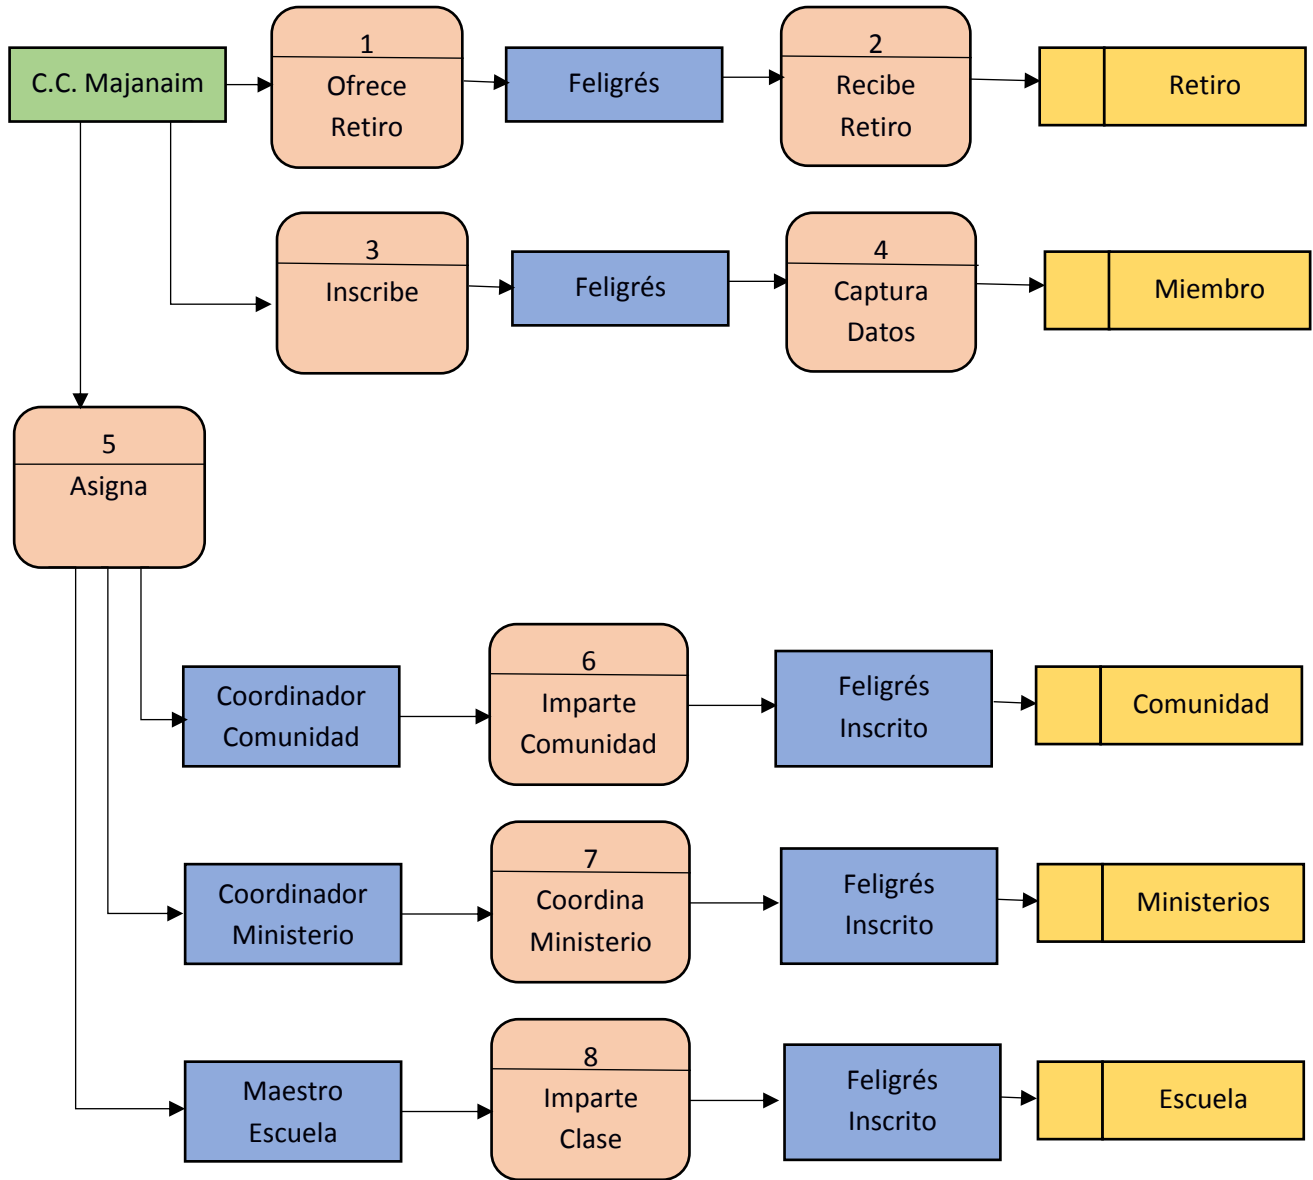 C.C. Majanaim
1
Ofrece
Retiro
Feligrés
2
Recibe
Retiro
Retiro
3
Inscribe
Feligrés
4
Captura
Datos
Miembro
5
Asigna
Coordinador
Comunidad
6
Imparte
Comunidad
Feligrés
Inscrito
Comunidad
Coordinador
Ministerio
7
Coordina
Ministerio
Feligrés
Inscrito
Ministerios
Maestro
Escuela
8
Imparte
Clase
Feligrés
Inscrito
Escuela